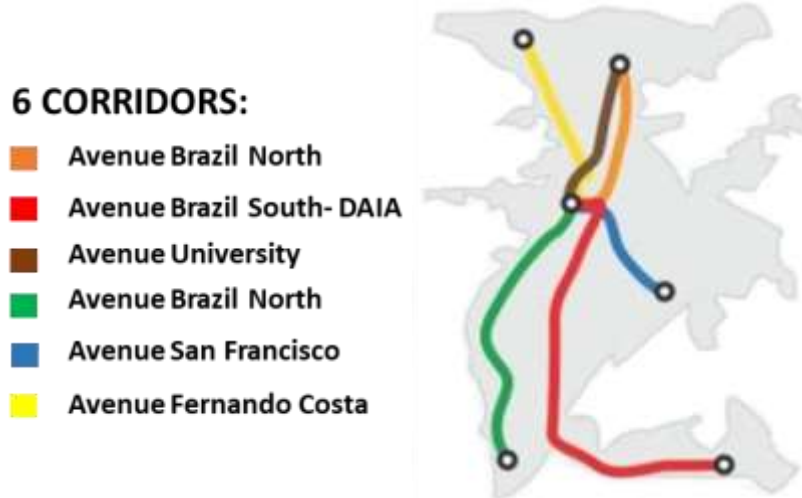 6 CORRIDORS:
Avenue Brazil North
Avenue Brazil South- DAIA
Avenue University
Avenue Brazil North
Avenue San Francisco
Avenue Fernando Costa